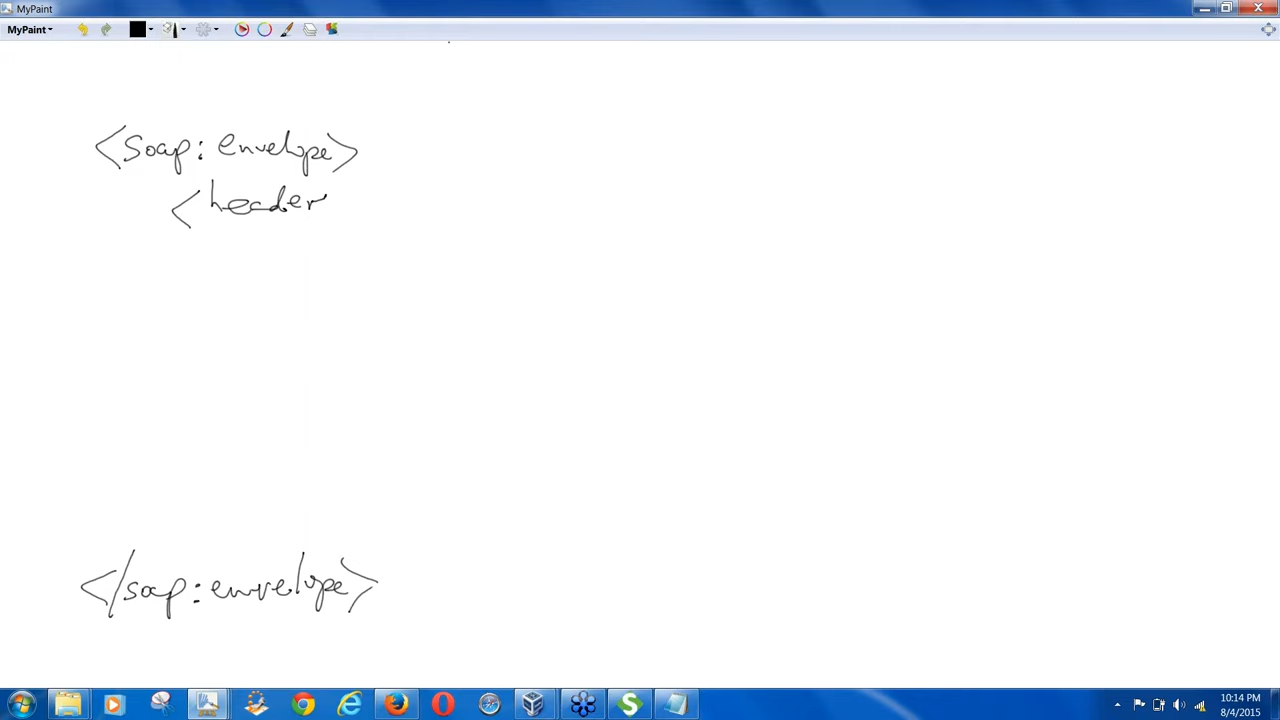 MyPaint
MyPaint
<soap: envelope>
<header
</soap:envelope>
10:14 PM
8/4/2015